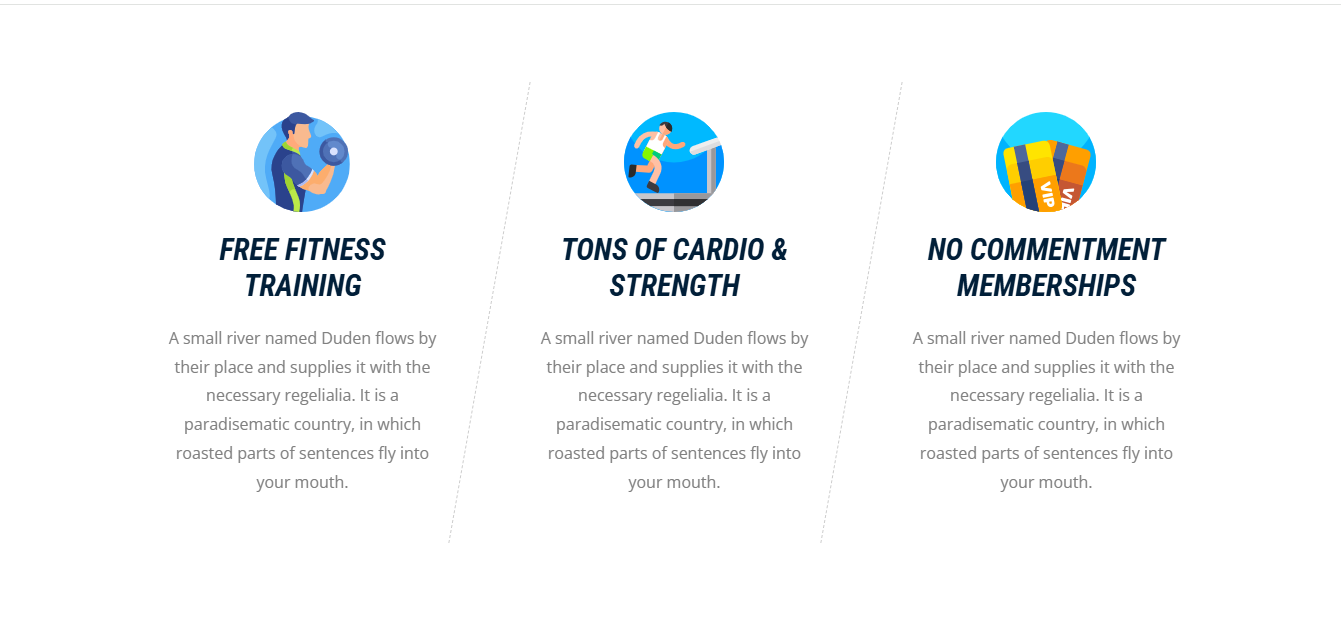 VIP
VIP
FREE FITNESS
TRAINING
A small river named Duden flows by
their place and supplies it with the
necessary regelialia. It is a
paradisematic country, in which
roasted parts of sentences fly into
your mouth.
TONS OF CARDIO &
STRENGTH
A small river named Duden flows by
their place and supplies it with the
necessary regelialia. It is a
paradisematic country, in which
roasted parts of sentences fly into
your mouth.
NO COMMENTMENT
MEMBERSHIPS
A small river named Duden flows by
their place and supplies it with the
necessary regelialia. It is a
paradisematic country, in which
roasted parts of sentences fly into
your mouth.